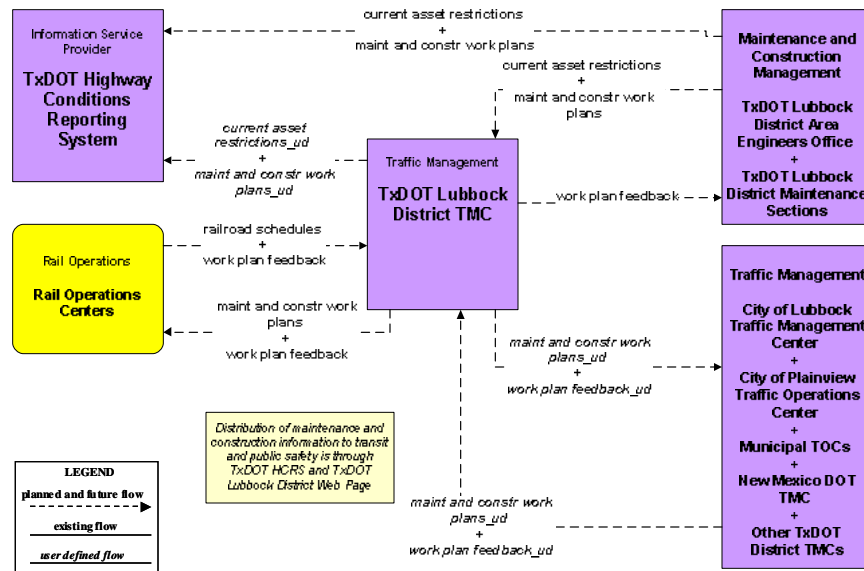 Information Service
Provider
TxDOT Highway
Conditions
Reporting
System
current asset restrictions
+
maint and constr work plans
current asset restrictions
+
maint and constr work
plans
Maintenance and
Construction
Management
TxDOT Lubbock
District Area
Engineers Office
+
TxDOT Lubbock
District Maintenance
Sections
current asset
restrictions_ud
+
maint and constr work
plans_ud
Traffic Management
TxDOT Lubbock
District TMC
work plan feedback
Rail Operations
Rail Operations
Centers
railroad schedules
+
work plan feedback
maint and constr work
plans
+
work plan feedback
maint and constr work
plans_ud
+
work plan feedback_ud
Traffic Management
City of Lubbock
Traffic Management
Center
+
City of Plainview
Traffic Operations
Center
+
Municipal TOCs
+
New Mexico DOT
TMC
+
Other TxDOT
District TMCs
Distribution of maintenance and
construction information to transit
and public safety is through
TxDOT HCRS and TxDOT
Lubbock District Web Page
maint and constr work
plans_ud
+
work plan feedback_ud
LEGEND
planned and future flow
existing flow
user defined flow